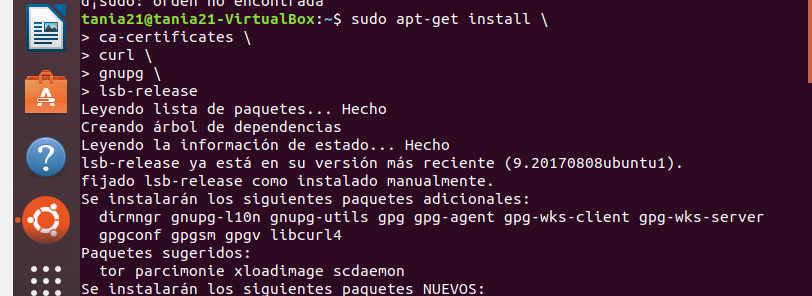 d¡sudo: orden no encontrada
tania21@tania21-VirtualBox:~$ sudo apt-get install \
> ca-certificates \
> curl \
> gnupg \
> lsb-release
Leyendo lista de paquetes... Hecho
Creando árbol de dependencias
Leyendo la información de estado... Hecho
lsb-release ya está en su versión más reciente (9.20170808ubuntu1).
fijado lsb-release como instalado manualmente.
Se instalarán los siguientes paquetes adicionales:
  dirmngr gnupg-l10n gnupg-utils gpg gpg-agent gpg-wks-client gpg-wks-server
  gpgconf gpgsm gpgv libcurl4
Paquetes sugeridos:
  tor parcimonie xloadimage scdaemon
Se instalarán los siguientes paquetes NUEVOS: